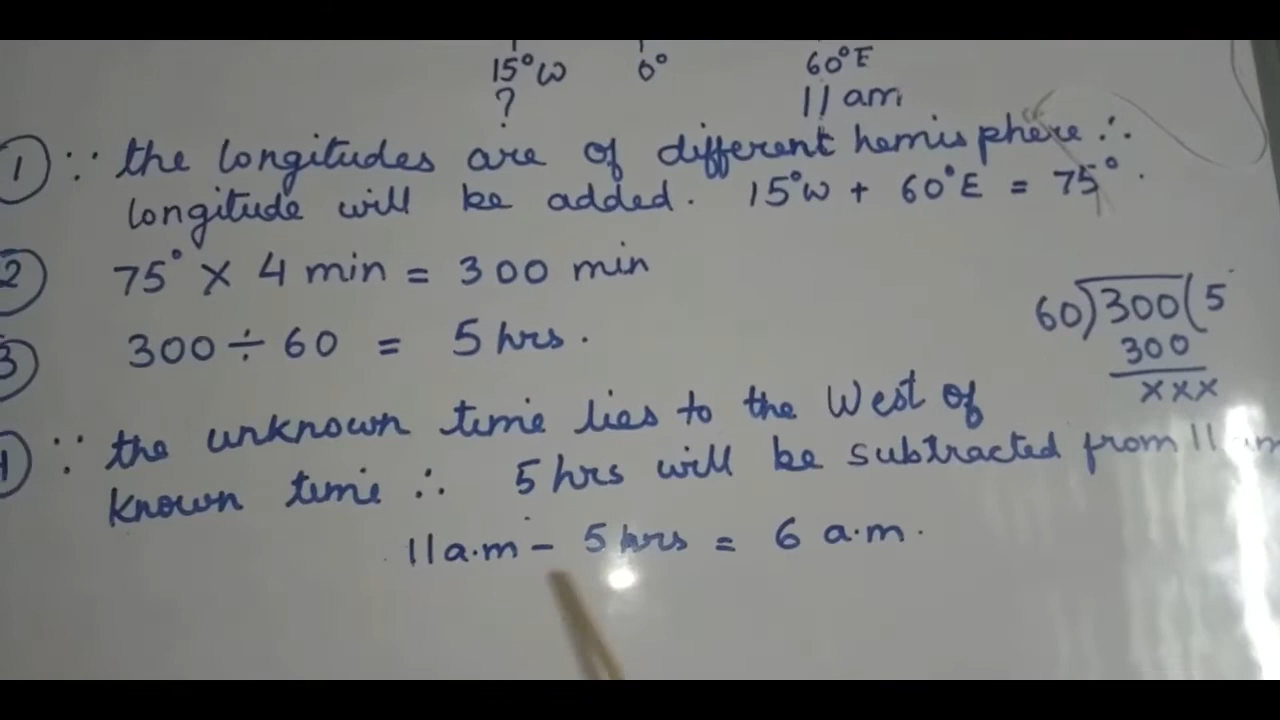 15°W 0° 60°E
? 11 am
① ∵ the longitudes are of different hemisphere ∴
longitude will be added. 15°W + 60°E = 75°.
② 75° × 4 min = 300 min
③ 300 ÷ 60 = 5 hrs.
60)300(5
300
×××
④ ∵ the unknown time lies to the West of
known time ∴ 5 hrs will be subtracted from 11 am
11 a.m - 5 hrs = 6 a.m.